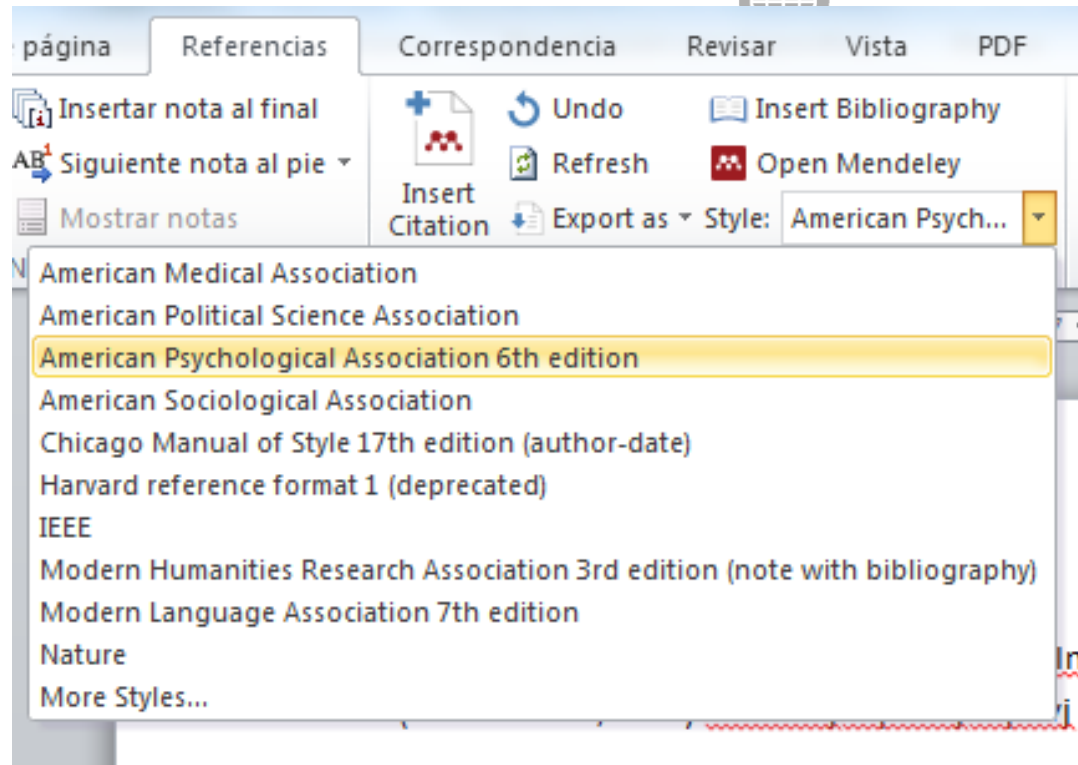 página Referencias Correspondencia Revisar Vista PDF
Insertar nota al final
Siguiente nota al pie
Mostrar notas
Insert Citation
Undo
Refresh
Export as
Insert Bibliography
Open Mendeley
Style: American Psych...
American Medical Association
American Political Science Association
American Psychological Association 6th edition
American Sociological Association
Chicago Manual of Style 17th edition (author-date)
Harvard reference format 1 (deprecated)
IEEE
Modern Humanities Research Association 3rd edition (note with bibliography)
Modern Language Association 7th edition
Nature
More Styles...